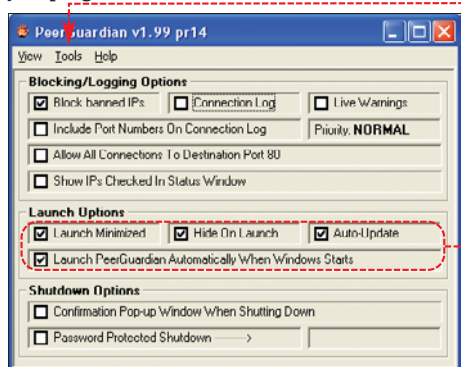 PeerGuardian v1.99 pr14
View Tools Help
Blocking/Logging Options
Block banned IPs Connection Log Live Warnings
Include Port Numbers On Connection Log Priority: NORMAL
Allow All Connections To Destination Port 80
Show IPs Checked In Status Window
Launch Options
Launch Minimized Hide On Launch Auto-Update
Launch PeerGuardian Automatically When Windows Starts
Shutdown Options
Confirmation Pop-up Window When Shutting Down
Password Protected Shutdown -------->